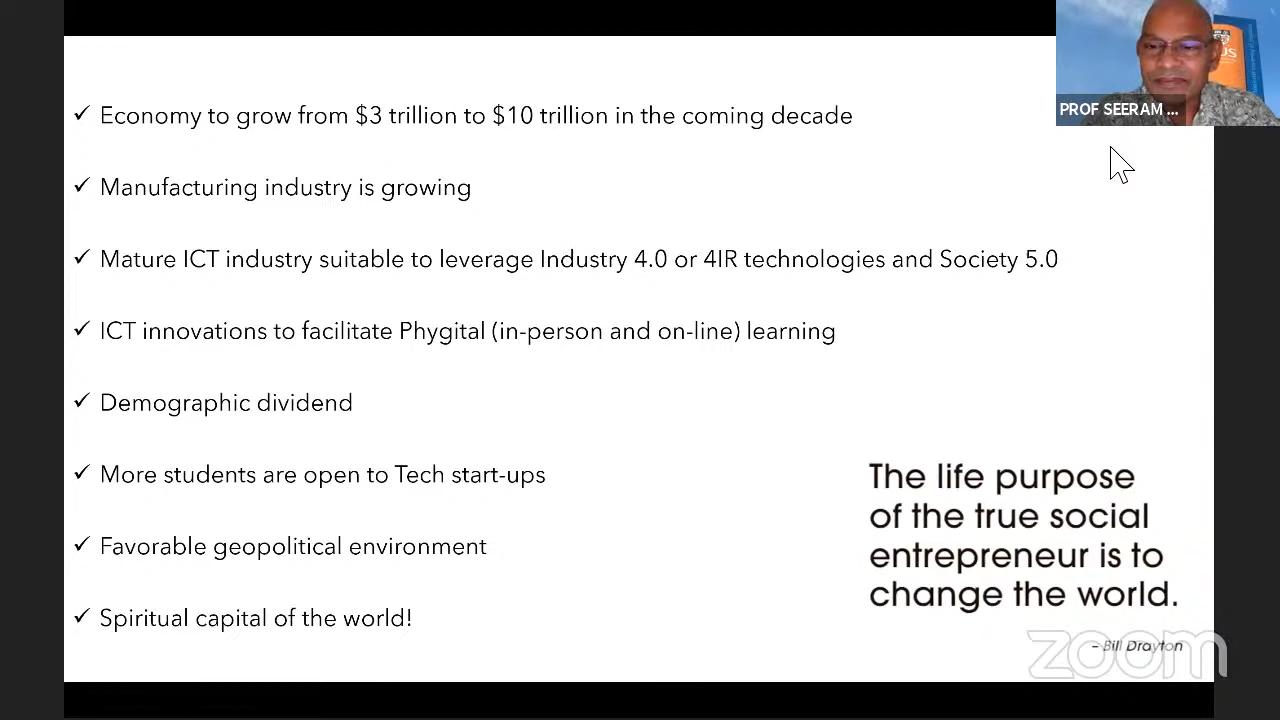 PROF SEERAM ...
Economy to grow from $3 trillion to $10 trillion in the coming decade
Manufacturing industry is growing
Mature ICT industry suitable to leverage Industry 4.0 or 4IR technologies and Society 5.0
ICT innovations to facilitate Phygital (in-person and on-line) learning
Demographic dividend
More students are open to Tech start-ups
Favorable geopolitical environment
Spiritual capital of the world!
The life purpose
of the true social
entrepreneur is to
change the world.
– Bill Drayton
zoom